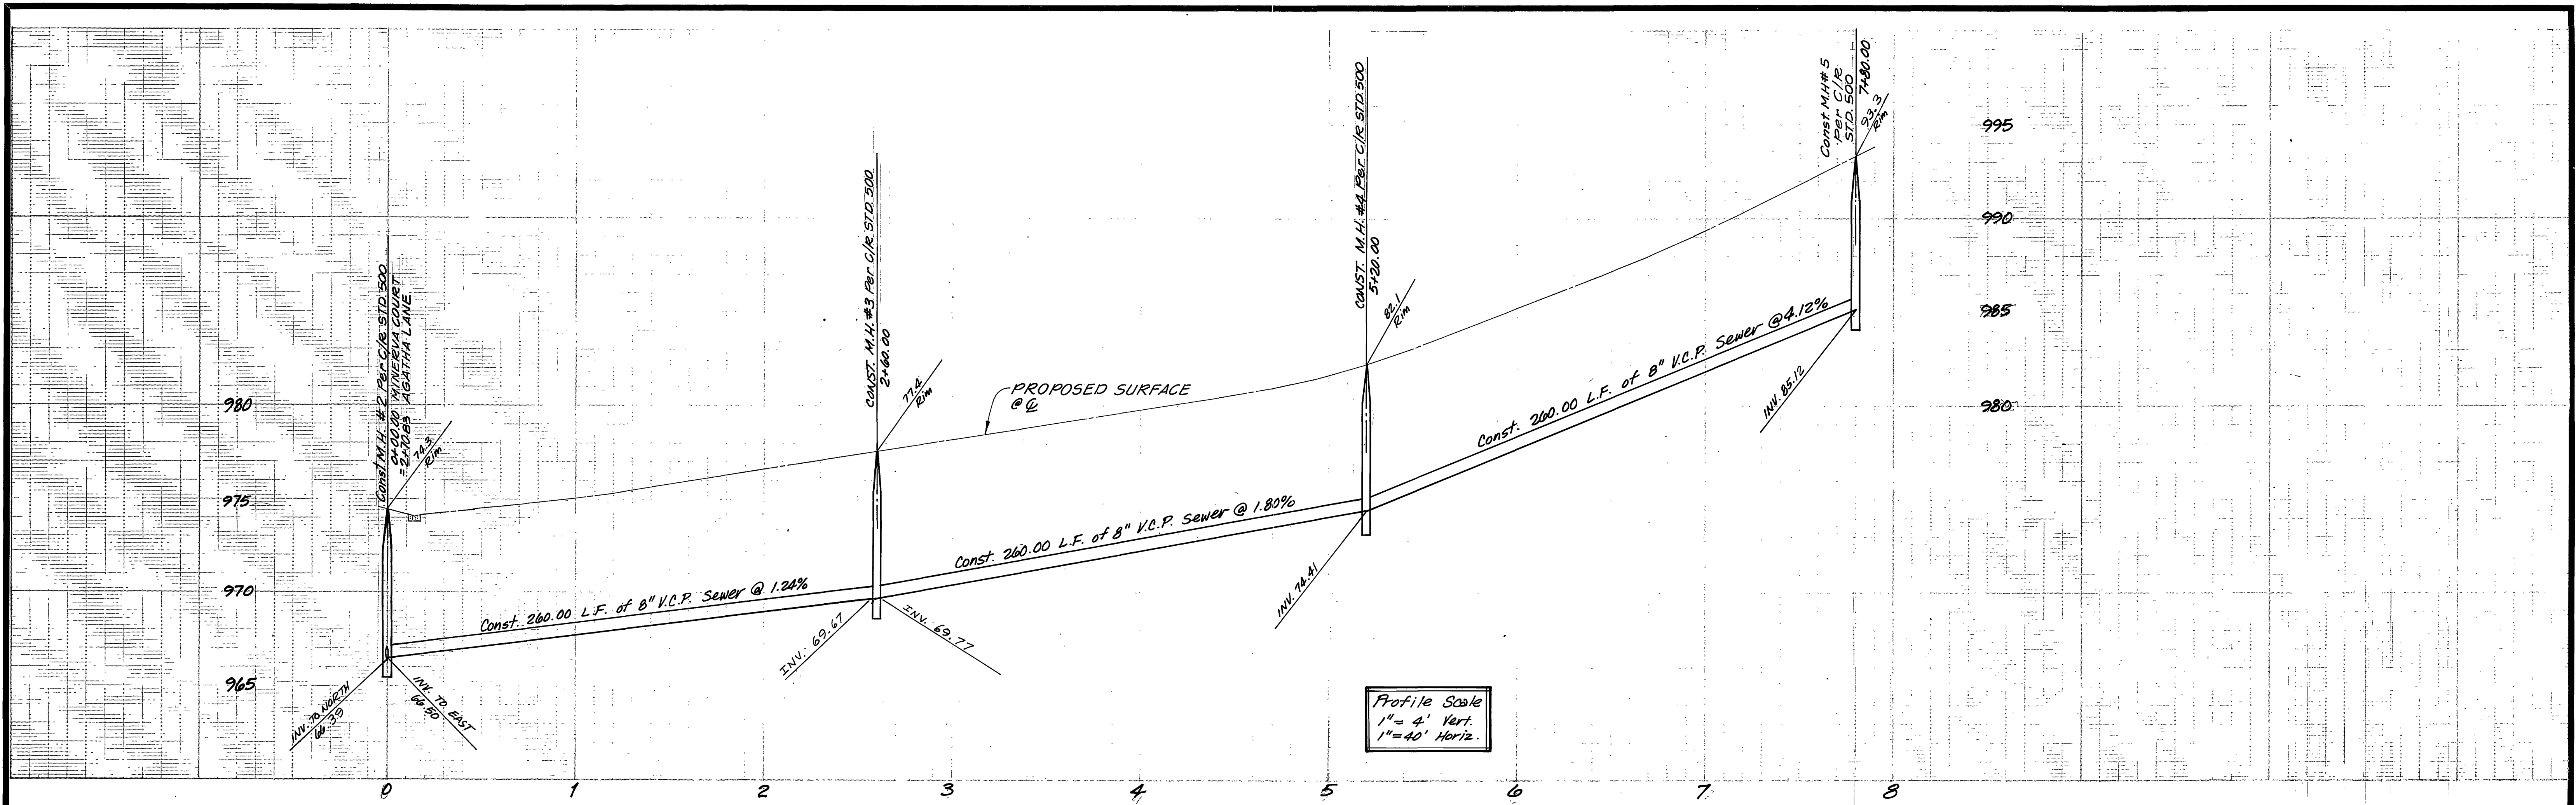 Const. M.H. #2 Per C/R STD. 500
0+00.00 MINERVA COURT
=2+70.83 AGATHA LANE
74.3
Rim
CONST. M.H. #3 Per C/R STD. 500
2+60.00
77.4
Rim
CONST. M.H. #4 Per C/R STD. 500
5+20.00
82.1
Rim
Const. M.H. #5
Per C/R
STD. 500
7+80.00
93.3
Rim
995
990
985
980
980
975
970
965
PROPOSED SURFACE
@ ℄
Const. 260.00 L.F. of 8" V.C.P. Sewer @ 1.24%
Const. 260.00 L.F. of 8" V.C.P. Sewer @ 1.80%
Const. 260.00 L.F. of 8" V.C.P. Sewer @ 4.12%
INV. TO NORTH
66.39
INV. TO EAST
66.50
INV. 69.67
INV. 69.77
INV. 74.41
INV. 85.12
Profile Scale
1" = 4' Vert.
1" = 40' Horiz.
0 1 2 3 4 5 6 7 8